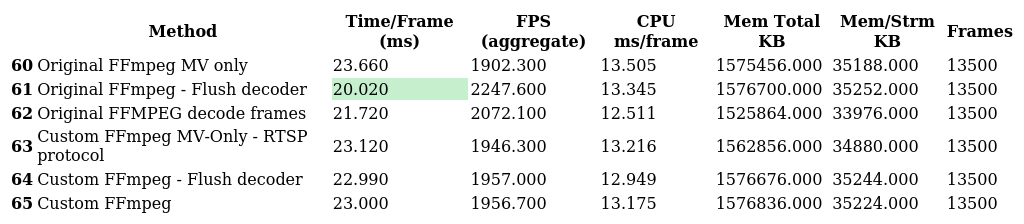 Method Time/Frame (ms) FPS (aggregate) CPU ms/frame Mem Total KB Mem/Strm KB Frames
60 Original FFmpeg MV only 23.660 1902.300 13.505 1575456.000 35188.000 13500
61 Original FFmpeg - Flush decoder 20.020 2247.600 13.345 1576700.000 35252.000 13500
62 Original FFMPEG decode frames 21.720 2072.100 12.511 1525864.000 33976.000 13500
63 Custom FFmpeg MV-Only - RTSP protocol 23.120 1946.300 13.216 1562856.000 34880.000 13500
64 Custom FFmpeg - Flush decoder 22.990 1957.000 12.949 1576676.000 35244.000 13500
65 Custom FFmpeg 23.000 1956.700 13.175 1576836.000 35224.000 13500